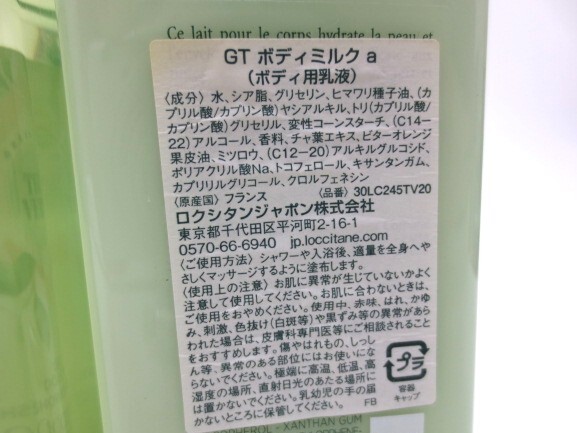 Ce lait pour le corps hydrate la peau et
GT ボディミルク a
(ボディ用乳液)
〈成分〉水、シア脂、グリセリン、ヒマワリ種子油、(カ
プリル酸/カプリン酸)ヤシアルキル、トリ(カプリル酸/
カプリン酸)グリセリル、変性コーンスターチ、(C14-
22)アルコール、香料、チャ葉エキス、ビターオレンジ
果皮油、ミツロウ、(C12-20)アルキルグルコシド、
ポリアクリル酸Na、トコフェロール、キサンタンガム、
カプリリルグリコール、クロルフェネシン
〈原産国〉フランス 〈品番〉30LC245TV20
ロクシタンジャポン株式会社
東京都千代田区平河町2-16-1
0570-66-6940 jp.loccitane.com
〈ご使用方法〉シャワーや入浴後、適量を全身へや
さしくマッサージするように塗布します。
〈使用上の注意〉お肌に異常が生じていないかよく
注意して使用してください。お肌に合わないときは、
ご使用をおやめください。使用中、赤味、はれ、かゆ
み、刺激、色抜け(白斑等)や黒ずみ等の異常があら
われた場合は、皮膚科専門医等にご相談されること
をおすすめします。傷やはれもの、しっし
ん等、異常のある部位にはお使いにな
らないでください。極端に高温、低温、高
湿度の場所、直射日光のあたる場所に
は置かないでください。乳幼児の手の届
かないところに保管してください。
プラ
容器
キャップ
FB
OPHEROL - XANTHAN GUM